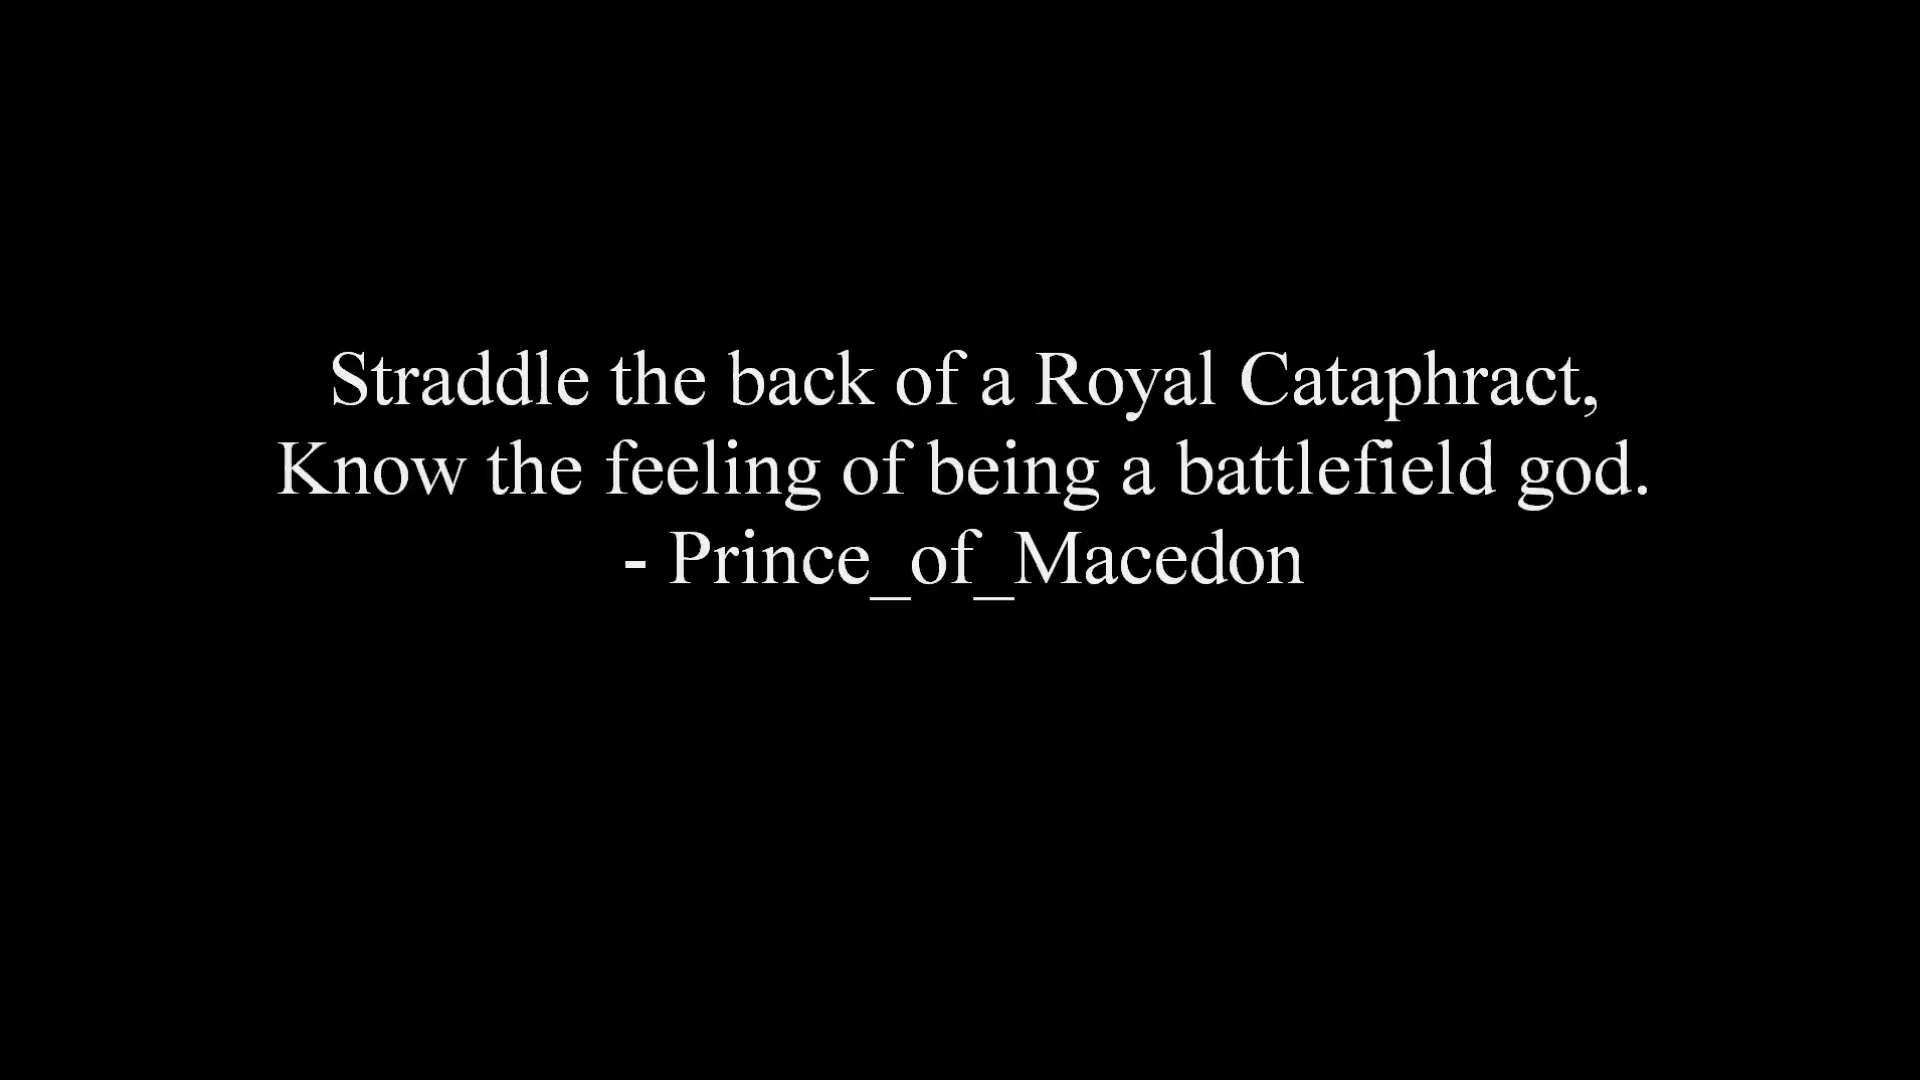 Straddle the back of a Royal Cataphract,
Know the feeling of being a battlefield god.
- Prince_of_Macedon